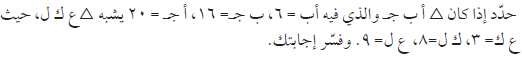 حدّد إذا كان △ أ ب جـ والذي فيه أب = ٦، ب جـ= ١٦، أ جـ = ٢٠ يشبه △ع ك ل، حيث
ع ك= ٣، ك ل=٨، ع ل= ٩. وفسّر إجابتك.